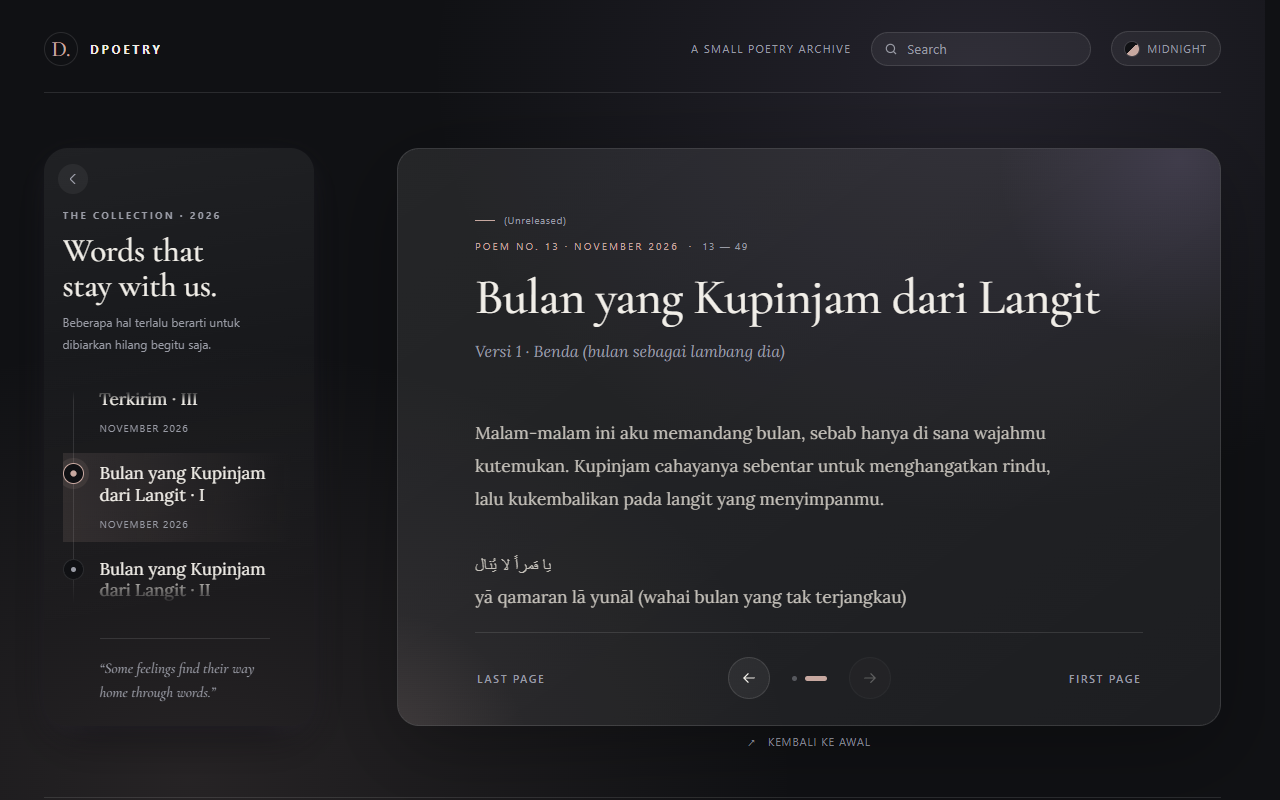 D. DPOETRY
A SMALL POETRY ARCHIVE
Search
MIDNIGHT
THE COLLECTION · 2026
Words that
stay with us.
Beberapa hal terlalu berarti untuk
dibiarkan hilang begitu saja.
Terkirim · III
NOVEMBER 2026
Bulan yang Kupinjam
dari Langit · I
NOVEMBER 2026
Bulan yang Kupinjam
dari Langit · II
“Some feelings find their way
home through words.”
(Unreleased)
POEM NO. 13 · NOVEMBER 2026 · 13 — 49
Bulan yang Kupinjam dari Langit
Versi 1 · Benda (bulan sebagai lambang dia)
Malam-malam ini aku memandang bulan, sebab hanya di sana wajahmu
kutemukan. Kupinjam cahayanya sebentar untuk menghangatkan rindu,
lalu kukembalikan pada langit yang menyimpanmu.
يا قمراً لا يُنال
yā qamaran lā yunāl (wahai bulan yang tak terjangkau)
LAST PAGE
FIRST PAGE
↗ KEMBALI KE AWAL